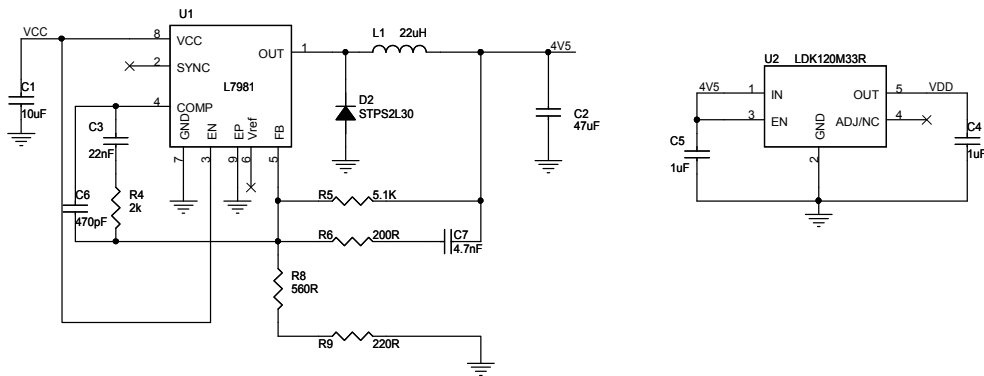 U1
VCC
8
VCC
2
SYNC
4
COMP
OUT
1
L7981
GND
EN
EP
Vref
FB
7
3
9
6
5
L1 22uH
4V5
C1
10uF
C3
22nF
C6
470pF
R4
2k
D2
STPS2L30
C2
47uF
R5 5.1K
R6 200R
C7
4.7nF
R8
560R
R9 220R
U2 LDK120M33R
4V5
1
IN
3
EN
OUT
5
VDD
ADJ/NC
4
GND
2
C5
1uF
C4
1uF